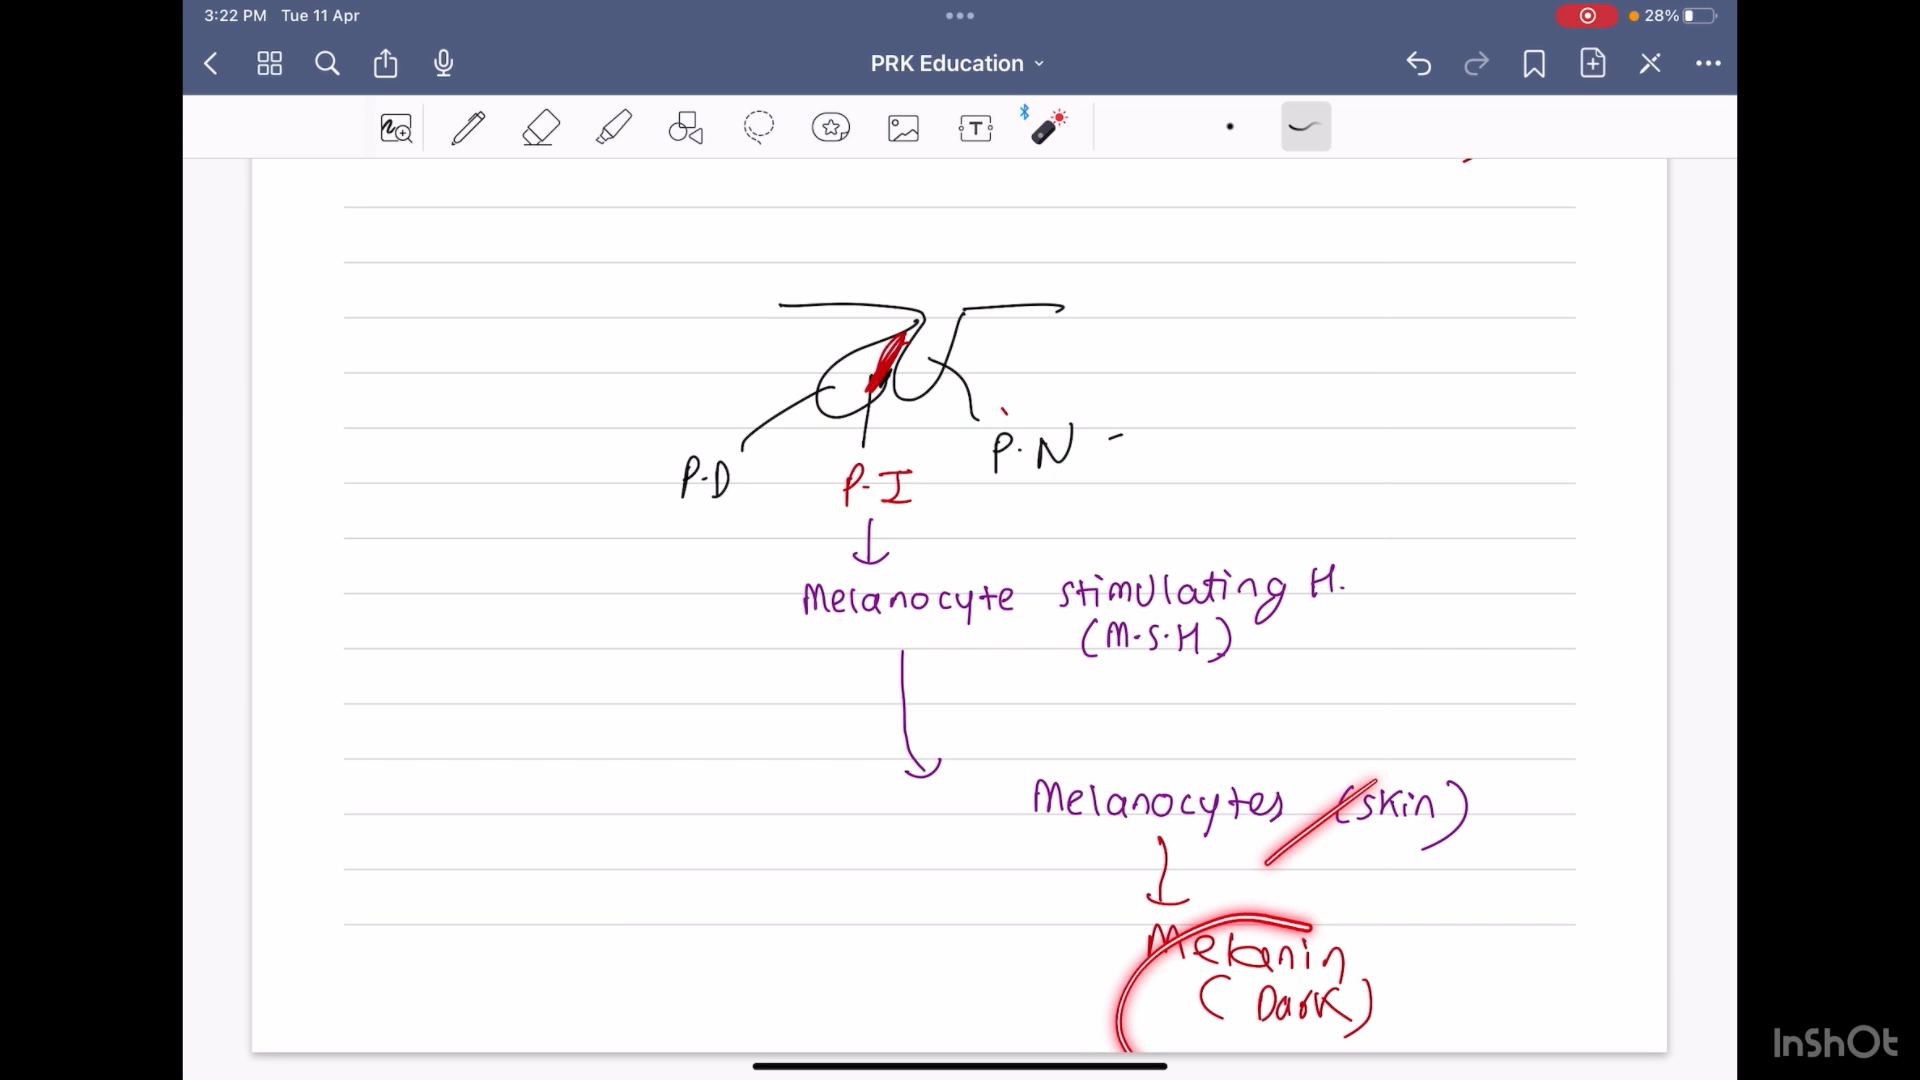 3:22 PM Tue 11 Apr
28%
PRK Education
T
P.N -
P.D
P-I
Melanocyte stimulating H.
(M.S.H)
Melanocytes (skin)
Melanin
(Dark)
InShOt